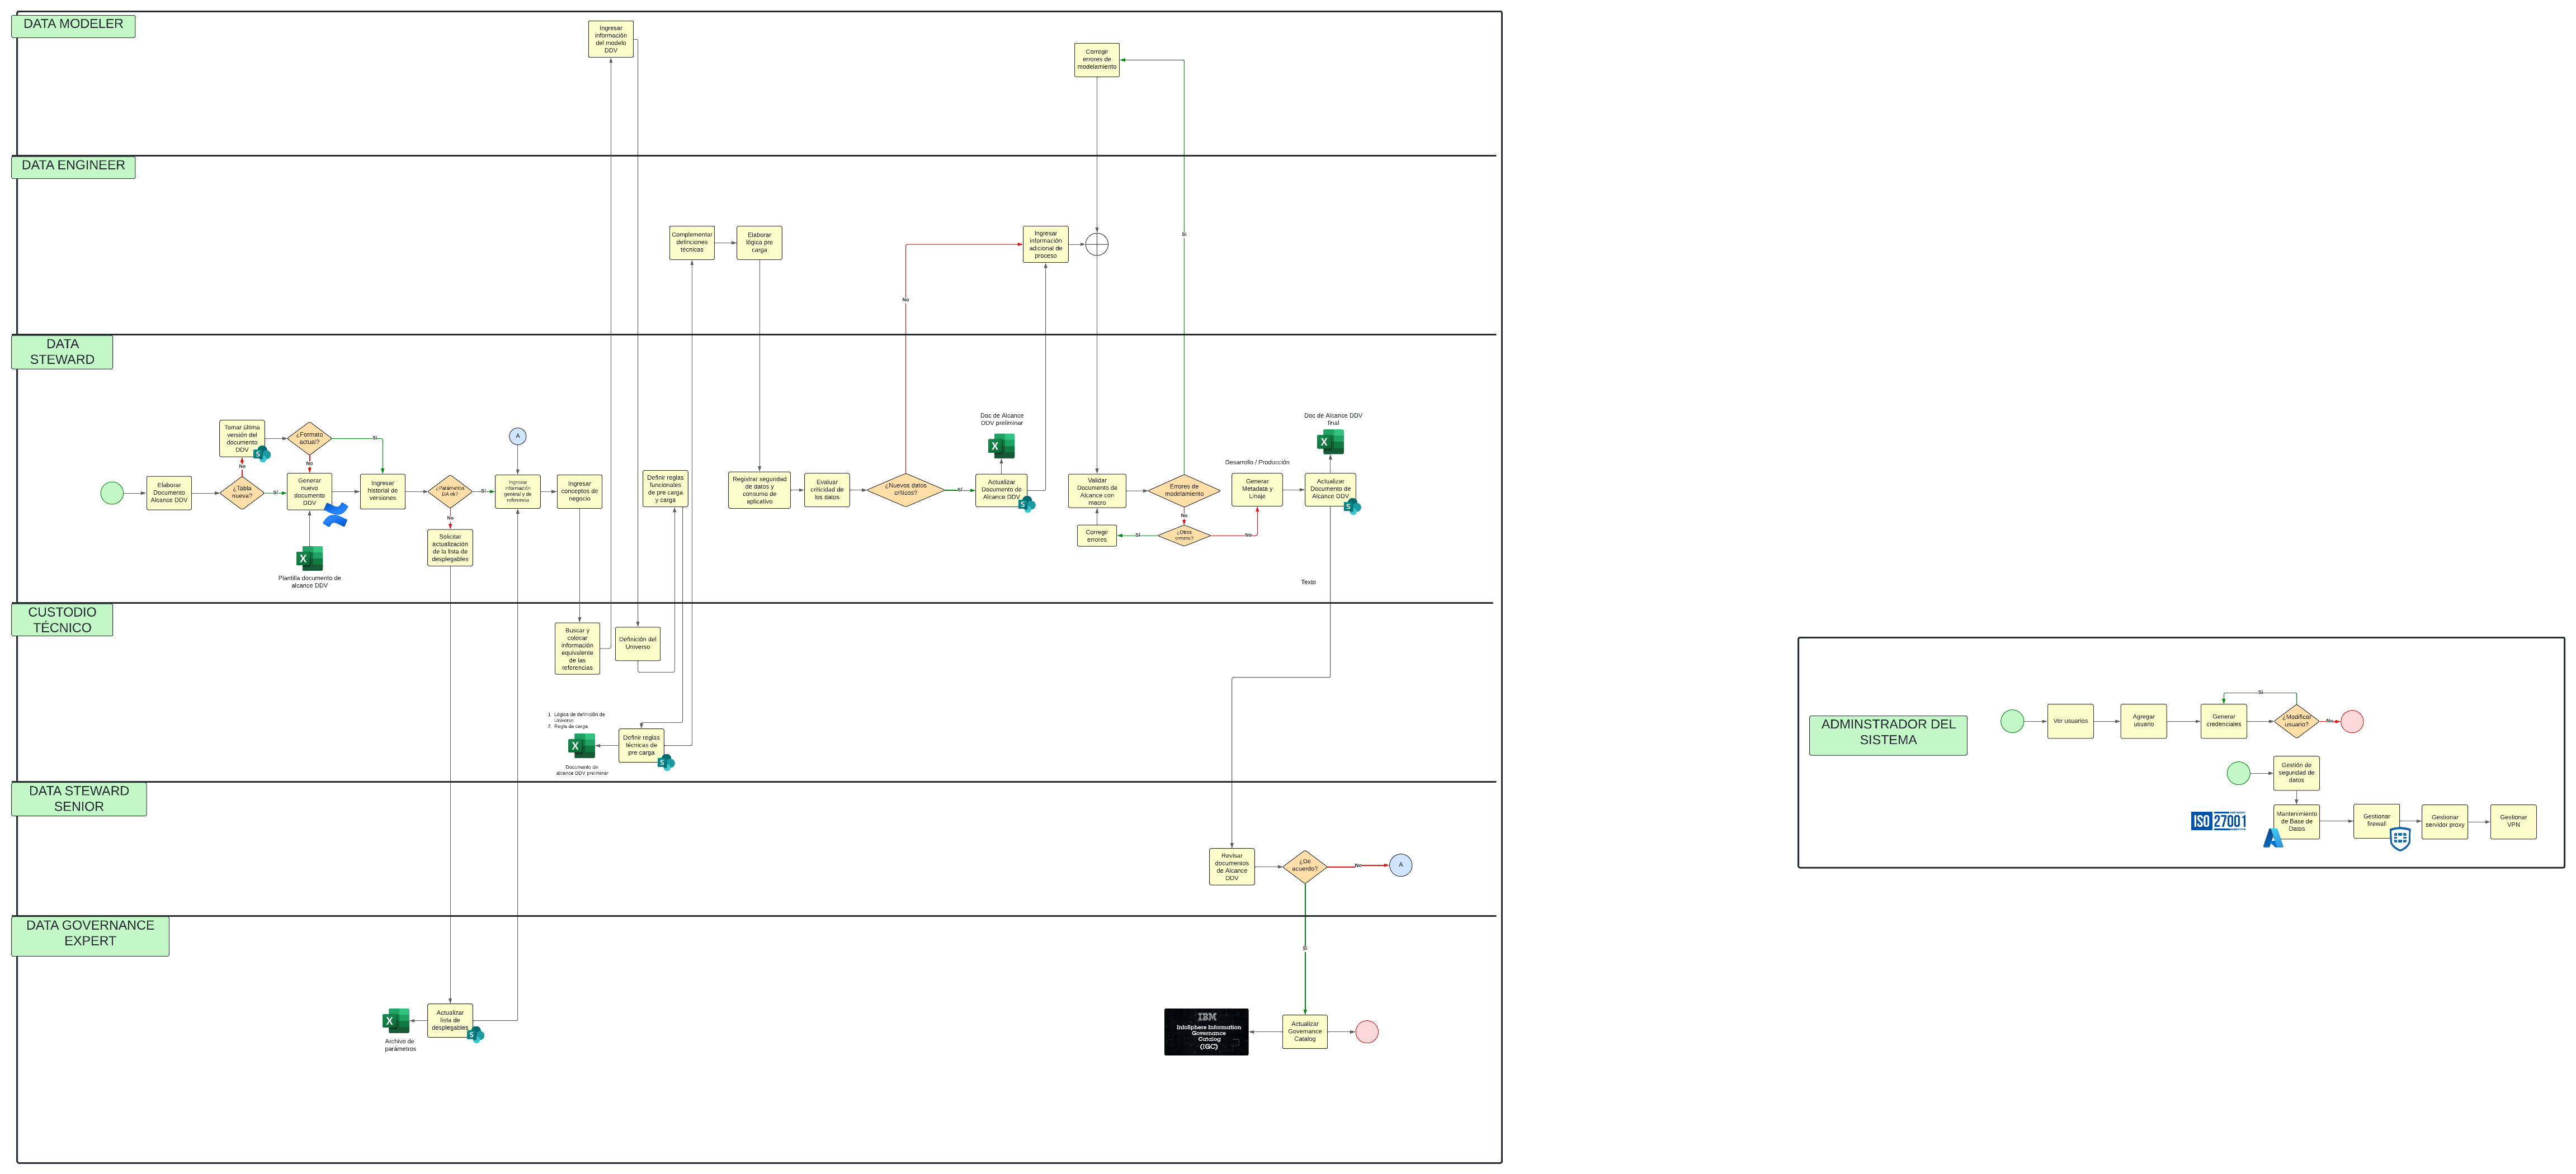 DATA MODELER
Ingresar
información
del modelo
DDV
Corregir
errores de
modelamiento
DATA ENGINEER
Complementar
definciones
técnicas
Elaborar
lógica pre
carga
Ingresar
información
adicional de
proceso
Si
No
DATA
STEWARD
Elaborar
Documento
Alcance DDV
¿Tabla
nueva?
No
Sí
Tomar última
versión del
documento
DDV
S
¿Formato
actual?
Si
No
Generar
nuevo
documento
DDV
X
Plantilla documento de
alcance DDV
Ingresar
historial de
versiones
¿Parámetros
DA ok?
Sí
No
Solicitar
actualización
de la lista de
desplegables
A
Ingresar
información
general y de
referencia
Ingresar
conceptos de
negocio
Definir reglas
funcionales
de pre carga
y carga
Registrar seguridad
de datos y
consumo de
aplicativo
Evaluar
criticidad de
los datos
¿Nuevos datos
críticos?
Sí
Doc de Alcance
DDV preliminar
X
Actualizar
Documento de
Alcance DDV
S
Validar
Documento de
Alcance con
macro
Corregir
errores
Errores de
modelamiento
No
¿Otros
errores?
Sí
No
Desarrollo / Producción
Generar
Metadata y
Linaje
Doc de Alcance DDV
final
X
Actualizar
Documento de
Alcance DDV
S
Texto
CUSTODIO
TÉCNICO
Buscar y
colocar
información
equivalente
de las
referencias
Definición del
Universo
1. Lógica de definición de
Universo
2. Regla de carga
X
Documento de
alcance DDV preliminar
Definir reglas
técnicas de
pre carga
S
DATA STEWARD
SENIOR
Revisar
documentos
de Alcance
DDV
¿De
acuerdo?
No
A
Si
DATA GOVERNANCE
EXPERT
X
Archivo de
parámetros
Actualizar
lista de
desplegables
S
IBM
InfoSphere Information
Governance
Catalog
(IGC)
Actualizar
Governance
Catalog
ADMINSTRADOR DEL
SISTEMA
Ver usuarios
Agregar
usuario
Generar
credenciales
Si
¿Modificar
usuario?
No
Gestión de
seguridad de
datos
ISO 27001
Mantenimiento
de Base de
Datos
Gestionar
firewall
Gestionar
servidor proxy
Gestionar
VPN